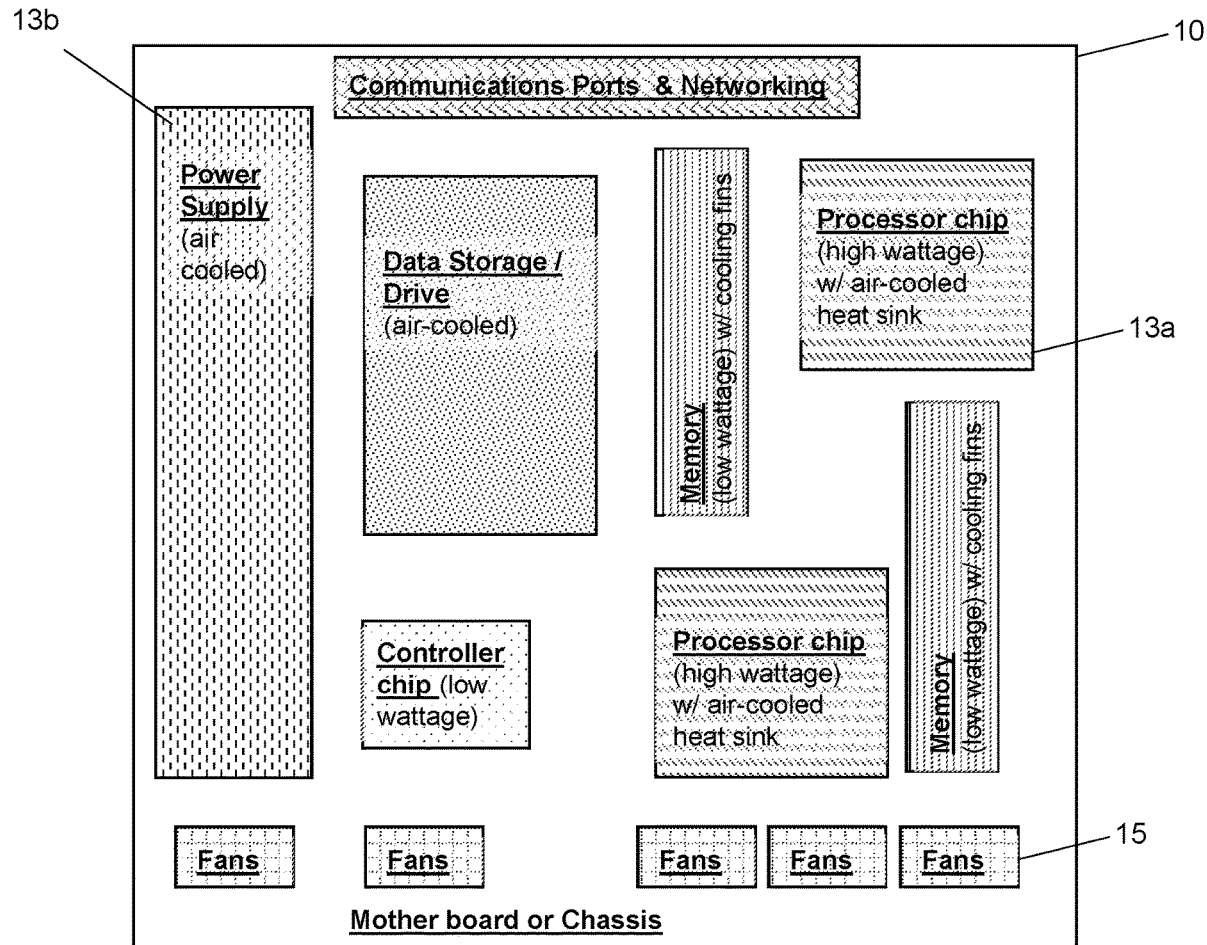 13b
10
Communications Ports & Networking
Power
Supply
(air
cooled)
Data Storage /
Drive
(air-cooled)
Memory
(low wattage) w/ cooling fins
Processor chip
(high wattage)
w/ air-cooled
heat sink
13a
Controller
chip (low
wattage)
Processor chip
(high wattage)
w/ air-cooled
heat sink
Memory
(low wattage) w/ cooling fins
Fans
Fans
Fans
Fans
Fans
15
Mother board or Chassis